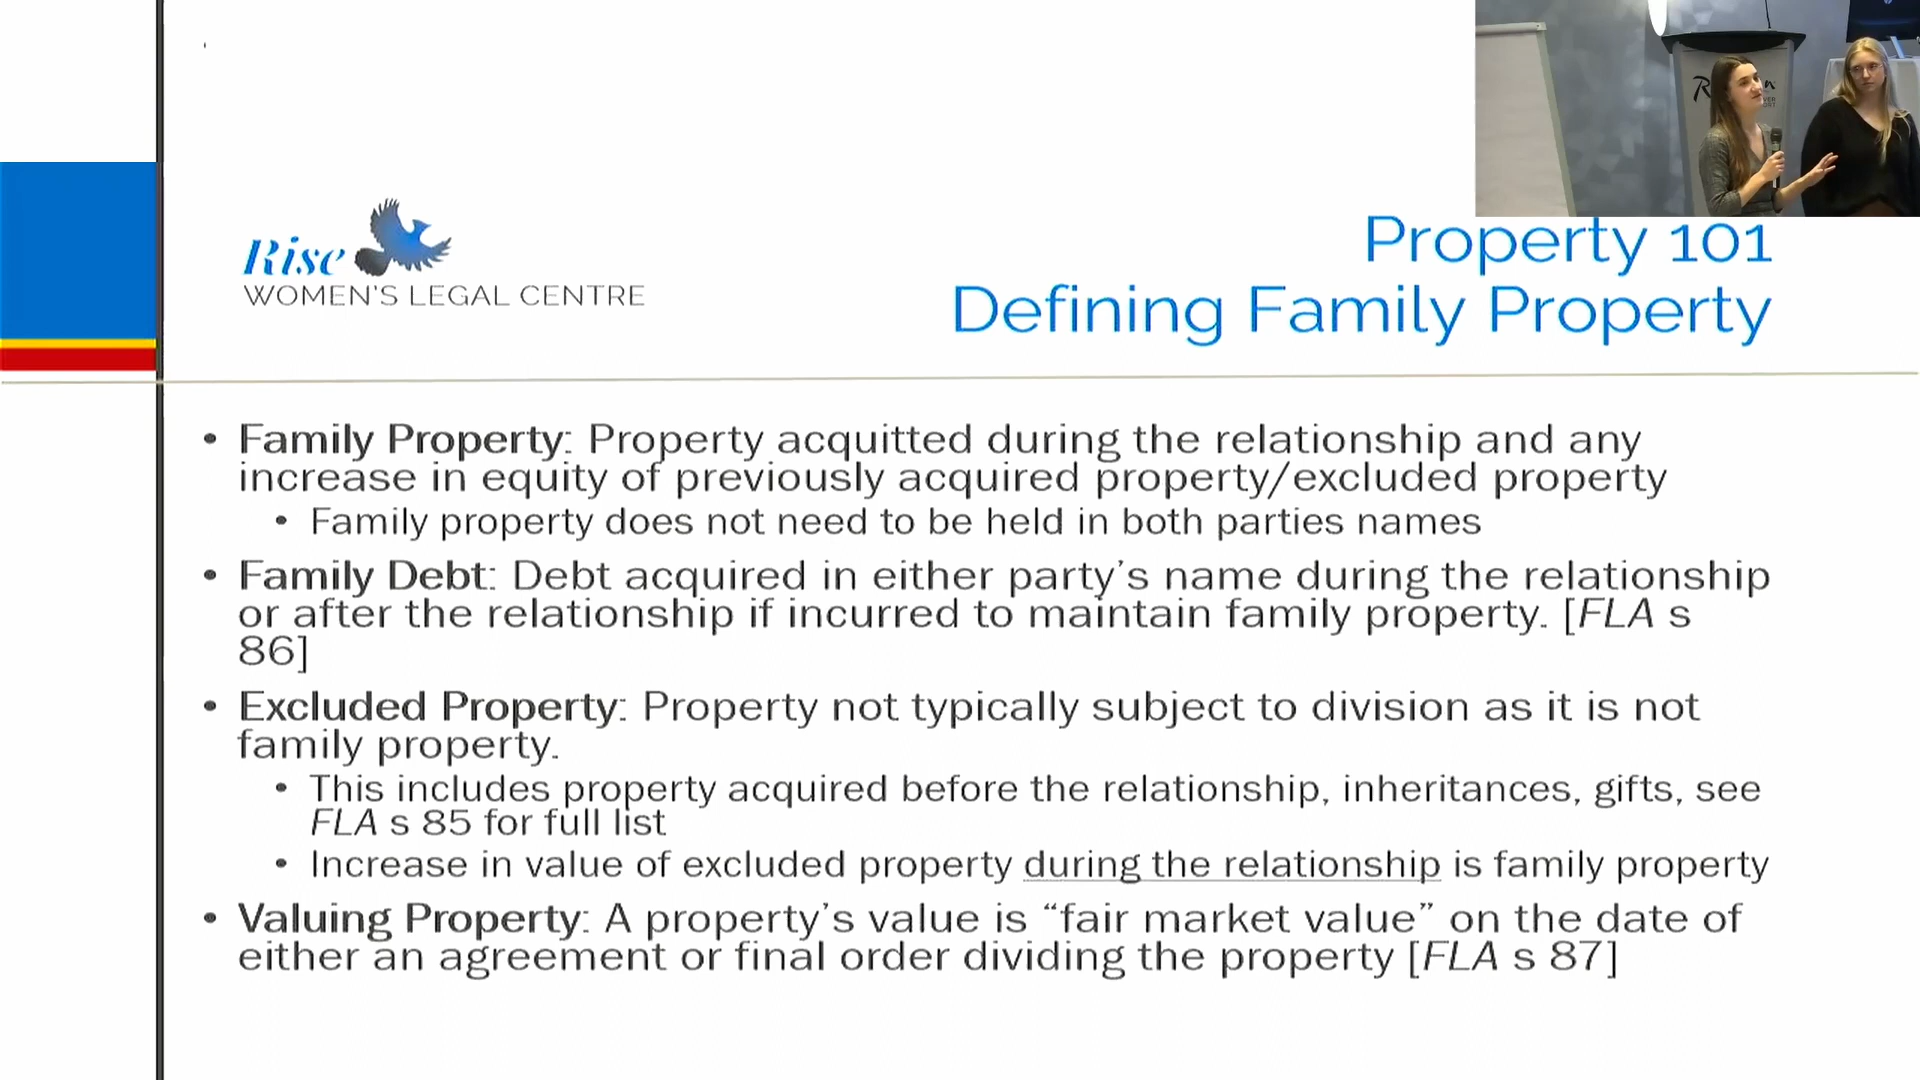 Rise
WOMEN'S LEGAL CENTRE
Property 101
Defining Family Property
• Family Property: Property acquitted during the relationship and any
increase in equity of previously acquired property/excluded property
• Family property does not need to be held in both parties names
• Family Debt: Debt acquired in either party's name during the relationship
or after the relationship if incurred to maintain family property. [FLA s
86]
• Excluded Property: Property not typically subject to division as it is not
family property.
• This includes property acquired before the relationship, inheritances, gifts, see
FLA s 85 for full list
• Increase in value of excluded property during the relationship is family property
• Valuing Property: A property's value is “fair market value” on the date of
either an agreement or final order dividing the property [FLA s 87]